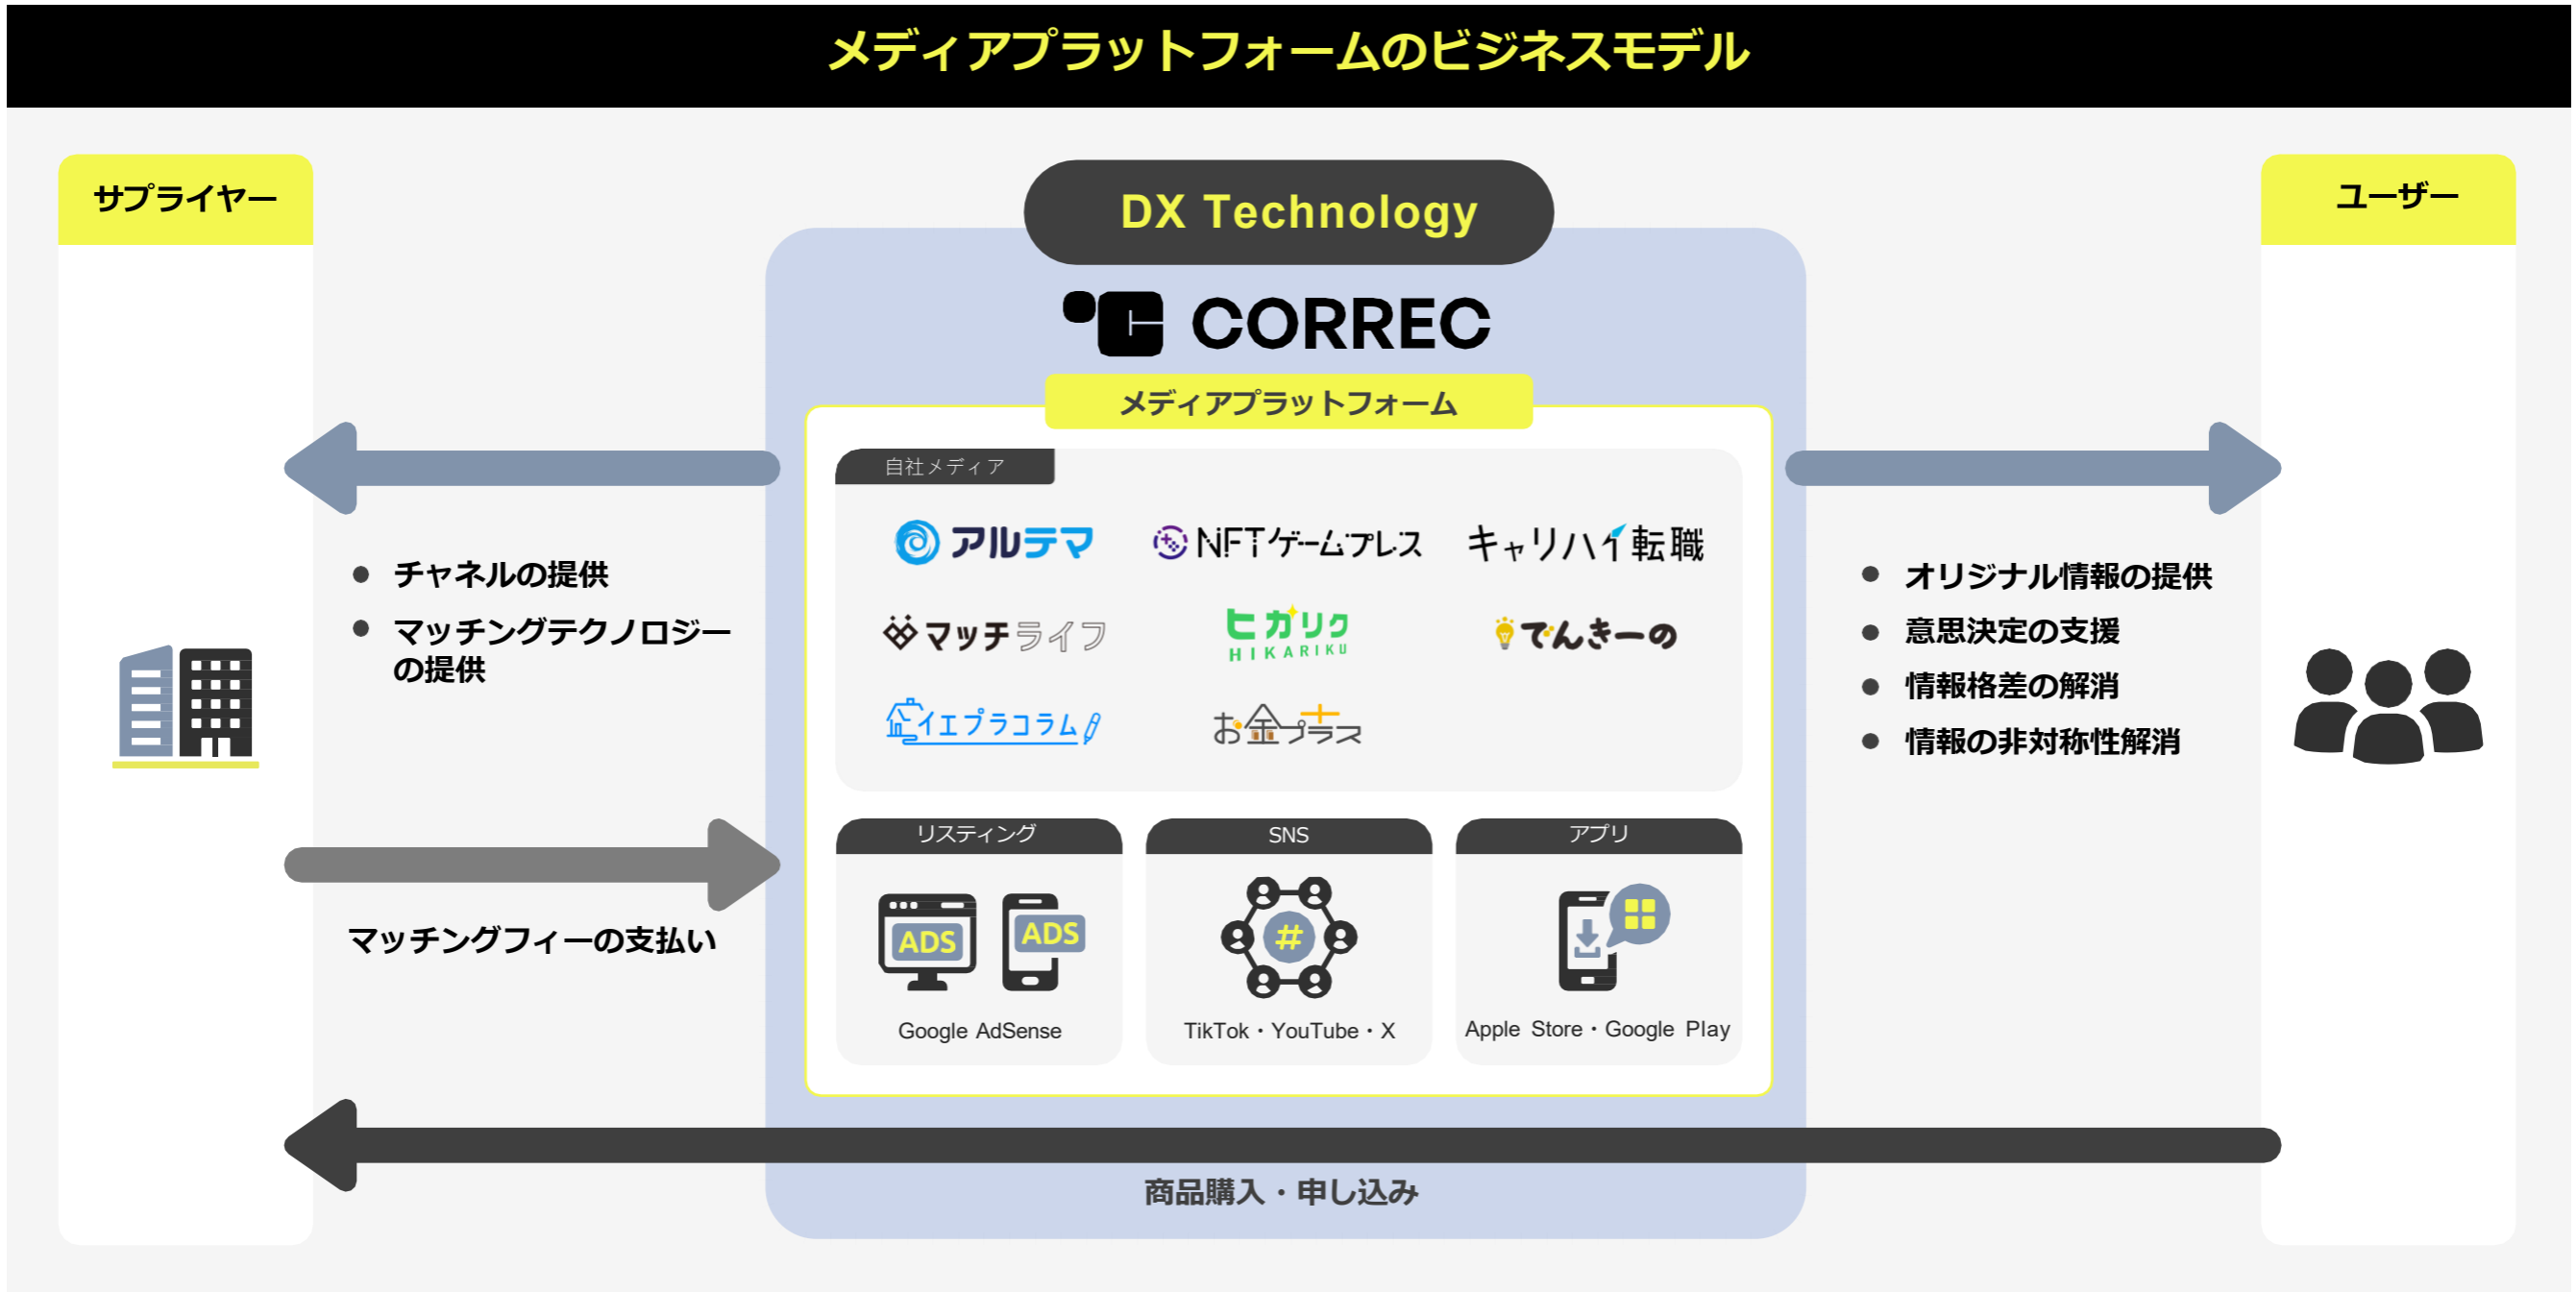 メディアプラットフォームのビジネスモデル
サプライヤー
DX Technology
ユーザー
CORREC
メディアプラットフォーム
自社メディア
アルテマ
NFTゲームプレス
キャリハイ転職
マッチライフ
ヒカリク
HIKARIKU
でんきーの
イエプラコラム
お金プラス
チャネルの提供
マッチングテクノロジー
の提供
オリジナル情報の提供
意思決定の支援
情報格差の解消
情報の非対称性解消
マッチングフィーの支払い
リスティング
ADS
ADS
Google AdSense
SNS
#
TikTok・YouTube・X
アプリ
Apple Store・Google Play
商品購入・申し込み